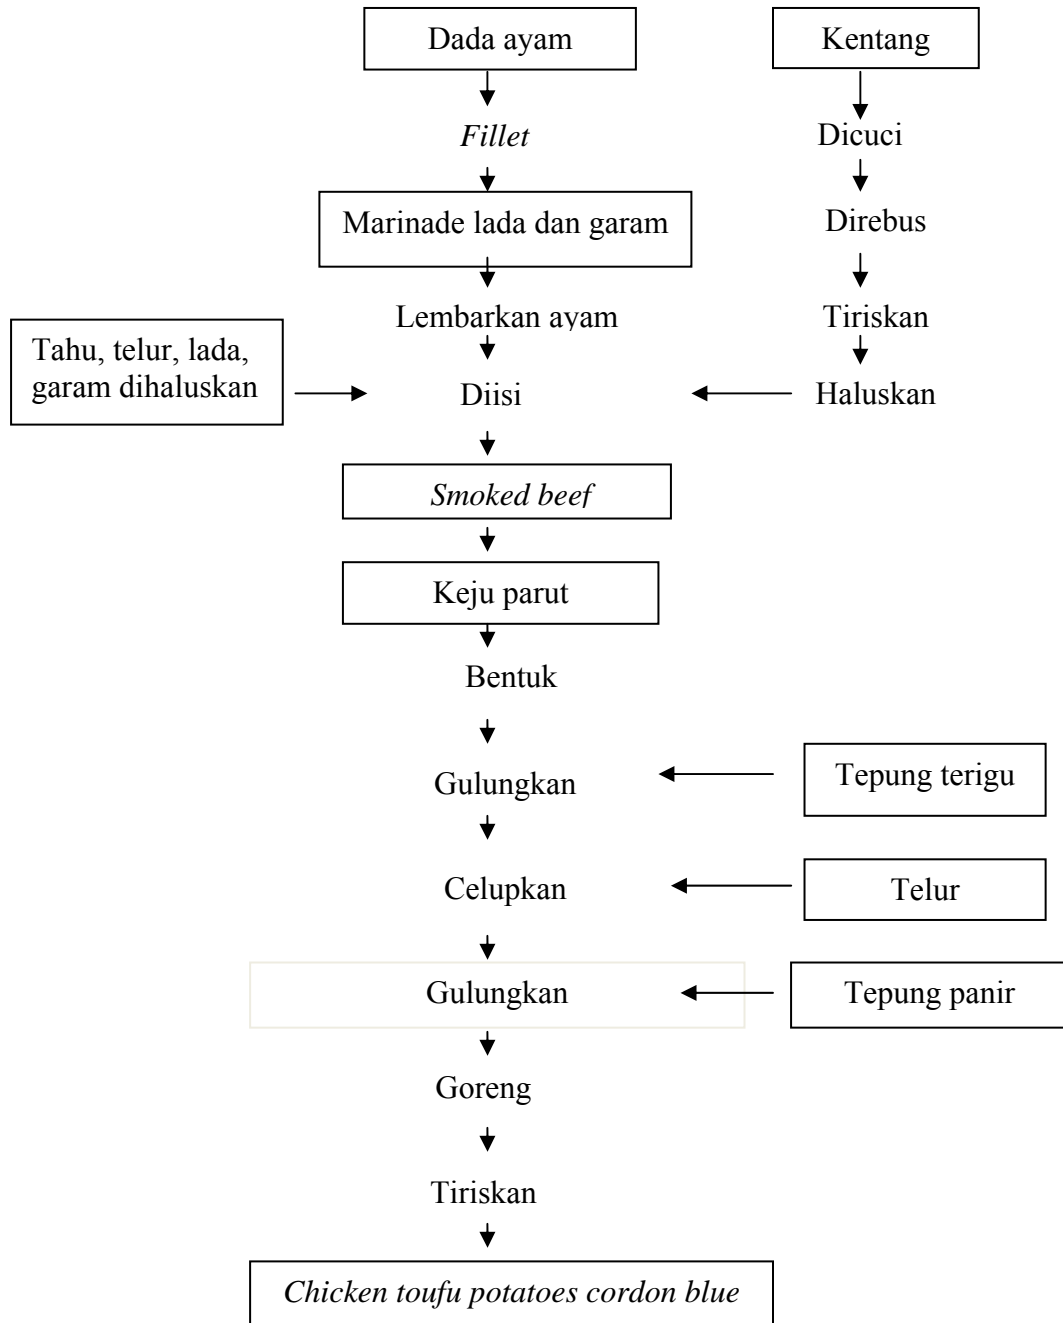 Dada ayam
Kentang
Fillet
Dicuci
Marinade lada dan garam
Direbus
Lembarkan ayam
Tiriskan
Tahu, telur, lada,
garam dihaluskan
Diisi
Haluskan
Smoked beef
Keju parut
Bentuk
Gulungkan
Tepung terigu
Celupkan
Telur
Gulungkan
Tepung panir
Goreng
Tiriskan
Chicken toufu potatoes cordon blue